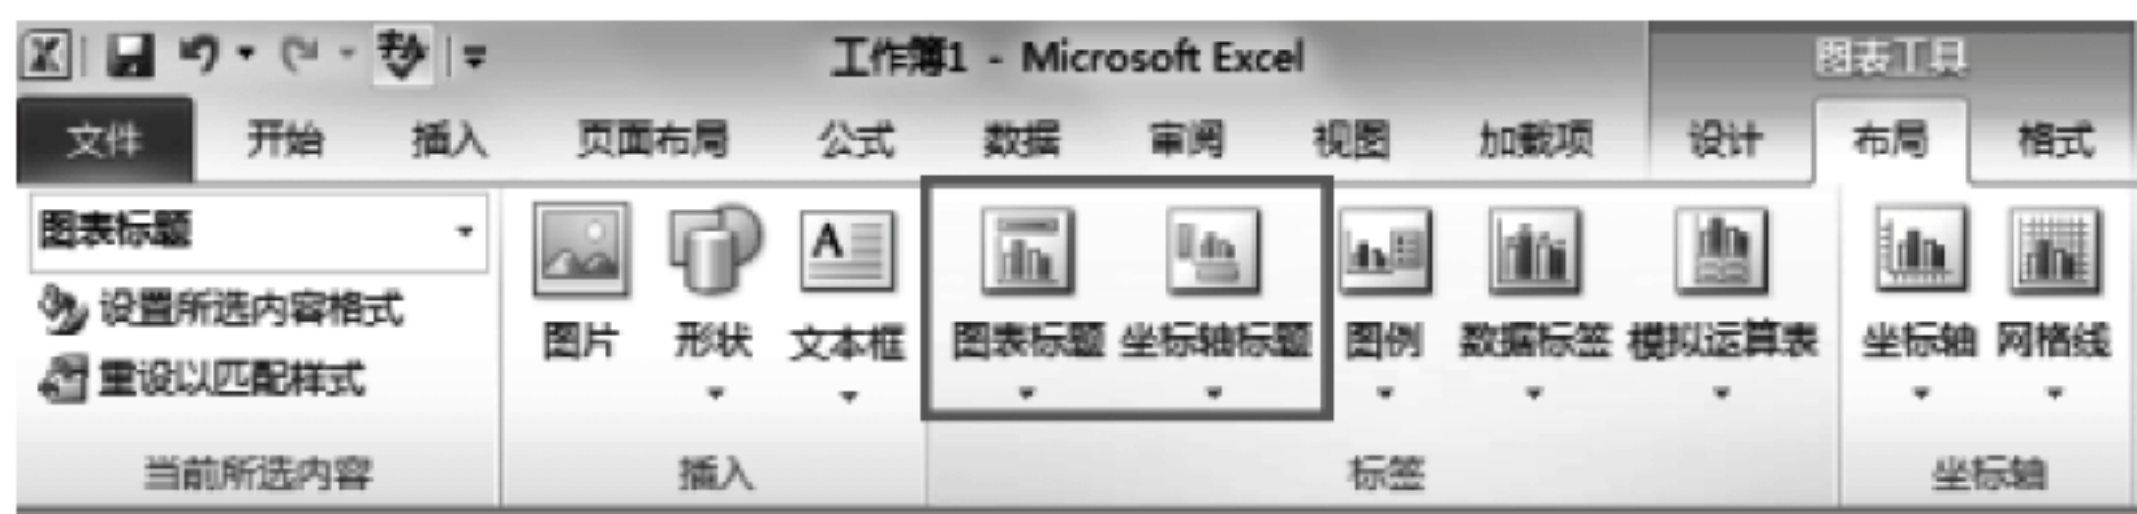 工作簿1 - Microsoft Excel
图表工具
文件 开始 插入 页面布局 公式 数据 审阅 视图 加载项 设计 布局 格式
图表标题
设置所选内容格式
重设以匹配样式
当前所选内容
图片 形状 文本框
插入
图表标题 坐标轴标题 图例 数据标签 模拟运算表
标签
坐标轴 网格线
坐标轴